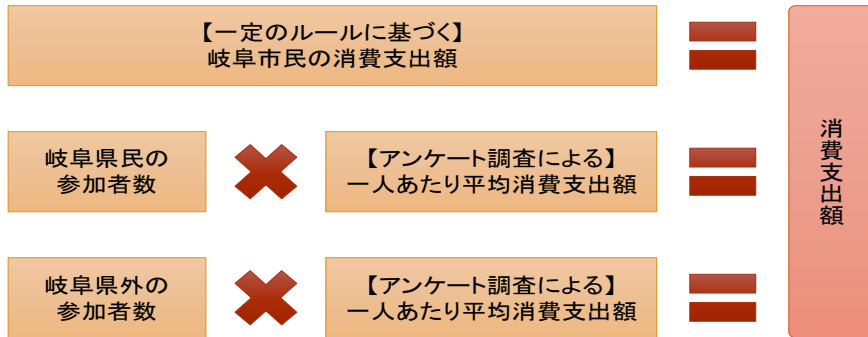 【一定のルールに基づく】
岐阜市民の消費支出額
岐阜県民の
参加者数
【アンケート調査による】
一人あたり平均消費支出額
岐阜県外の
参加者数
【アンケート調査による】
一人あたり平均消費支出額
消費支出額